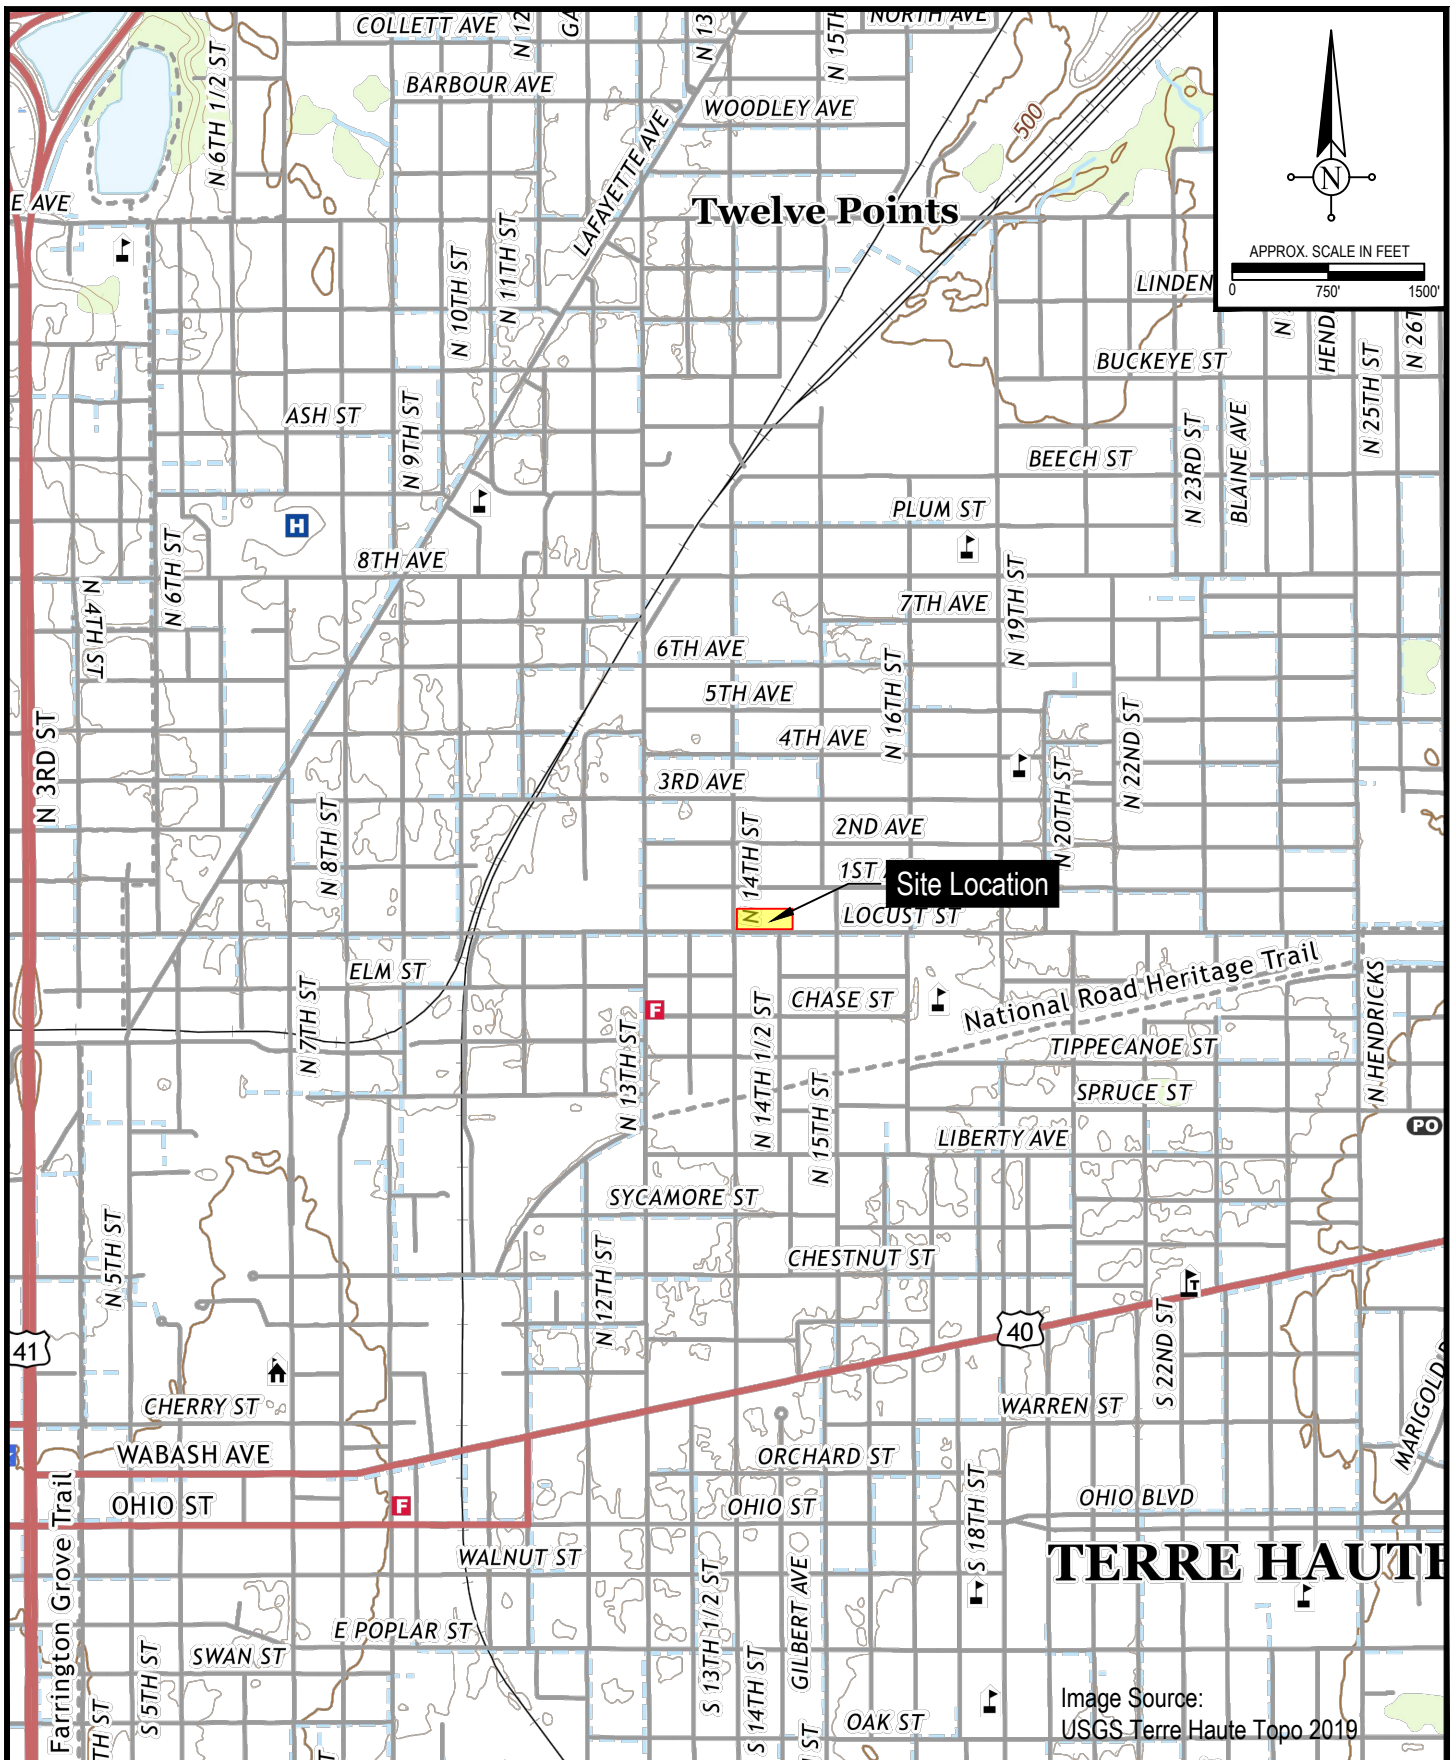 COLLETT AVE
N 12
GA
N 13
N 15TH
NORTH AVE
N 6TH 1/2 ST
BARBOUR AVE
WOODLEY AVE
LAFAYETTE AVE
500
N
E AVE
Twelve Points
APPROX. SCALE IN FEET
0 750' 1500'
N 10TH ST
N 11TH ST
LINDEN
N
HENDI
N 26T
BUCKEYE ST
N 25TH ST
ASH ST
N 9TH ST
N 23RD ST
BLAINE AVE
BEECH ST
PLUM ST
H
8TH AVE
N 6TH ST
N 4TH ST
7TH AVE
N 19TH ST
6TH AVE
5TH AVE
N 16TH ST
N 22ND ST
4TH AVE
N 3RD ST
3RD AVE
N 20TH ST
N 8TH ST
N 14TH ST
2ND AVE
1ST
Site Location
LOCUST ST
ELM ST
N 7TH ST
National Road Heritage Trail
CHASE ST
F
N HENDRICKS
N 13TH ST
N 14TH 1/2 ST
TIPPECANOE ST
N 15TH ST
SPRUCE ST
PO
LIBERTY AVE
SYCAMORE ST
N 5TH ST
N 12TH ST
CHESTNUT ST
T
40
41
S 22ND ST
CHERRY ST
WARREN ST
MARIGOLD
WABASH AVE
ORCHARD ST
OHIO ST
F
OHIO ST
S 18TH ST
OHIO BLVD
Farrington Grove Trail
WALNUT ST
TERRE HAUTE
S 13TH 1/2 ST
GILBERT AVE
E POPLAR ST
SWAN ST
S 5TH ST
S 14TH ST
TH ST
OAK ST
ST
Image Source:
USGS Terre Haute Topo 2019